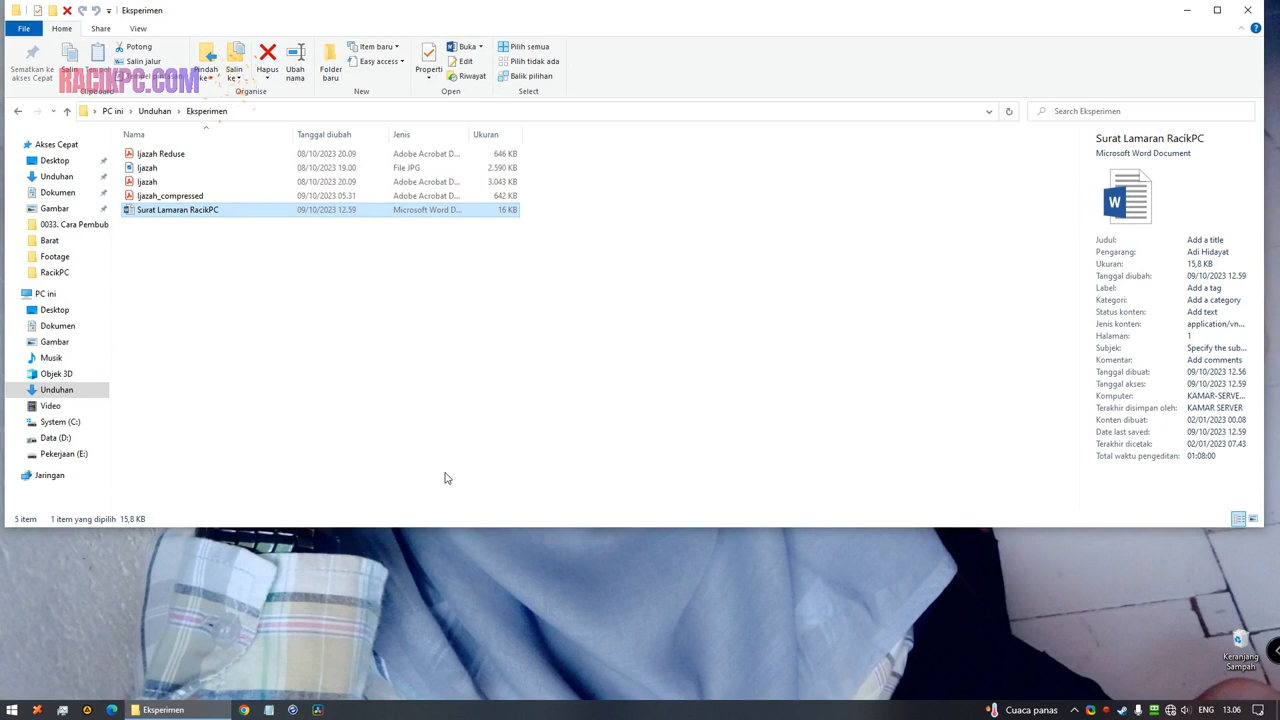 Eksperimen
File Home Share View
Sematkan ke akses Cepat
Salin
Potong
Salin jalur
RACIKPC.COM
Pindah ke
Salin ke
Hapus
Ubah nama
Folder baru
Item baru
Easy access
Properti
Buka
Edit
Riwayat
Pilih semua
Pilih tidak ada
Balik pilihan
Clipboard Organise New Open Select
PC ini > Unduhan > Eksperimen
Search Eksperimen
Akses Cepat
Desktop
Unduhan
Dokumen
Gambar
0033. Cara Pembub
Barat
Footage
RacikPC
PC ini
Desktop
Dokumen
Gambar
Musik
Objek 3D
Unduhan
Video
System (C:)
Data (D:)
Pekerjaan (E:)
Jaringan
Nama Tanggal diubah Jenis Ukuran
Ijazah Reduse 08/10/2023 20.09 Adobe Acrobat D... 646 KB
Ijazah 08/10/2023 19.00 File JPG 2.590 KB
Ijazah 08/10/2023 20.09 Adobe Acrobat D... 3.043 KB
Ijazah_compressed 09/10/2023 05.31 Adobe Acrobat D... 642 KB
Surat Lamaran RacikPC 09/10/2023 12.59 Microsoft Word D... 16 KB
Surat Lamaran RacikPC
Microsoft Word Document
W
Judul: Add a title
Pengarang: Adi Hidayat
Ukuran: 15,8 KB
Tanggal diubah: 09/10/2023 12.59
Label: Add a tag
Kategori: Add a category
Status konten: Add text
Jenis konten: application/vn...
Halaman: 1
Subjek: Specify the sub...
Komentar: Add comments
Tanggal dibuat: 09/10/2023 12.56
Tanggal akses: 09/10/2023 12.59
Komputer: KAMAR-SERVE...
Terakhir disimpan oleh: KAMAR SERVER
Konten dibuat: 02/01/2023 00.08
Date last saved: 09/10/2023 12.59
Terakhir dicetak: 02/01/2023 07.43
Total waktu pengeditan: 01:08:00
5 item 1 item yang dipilih 15,8 KB
Keranjang Sampah
Eksperimen
Cuaca panas
ENG 13.06